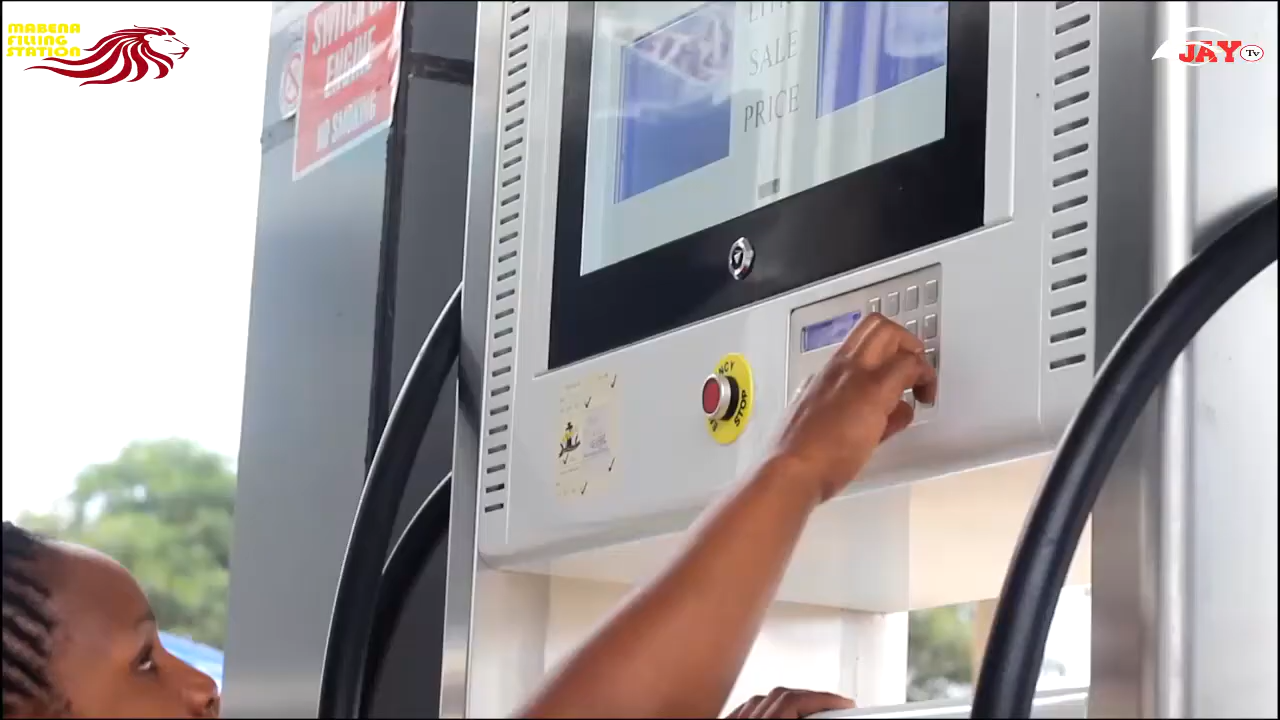 MABENA
FILLING
STATION
SWITCH OFF
ENGINE
NO SMOKING
SALE
PRICE
JAY Tv
STOP